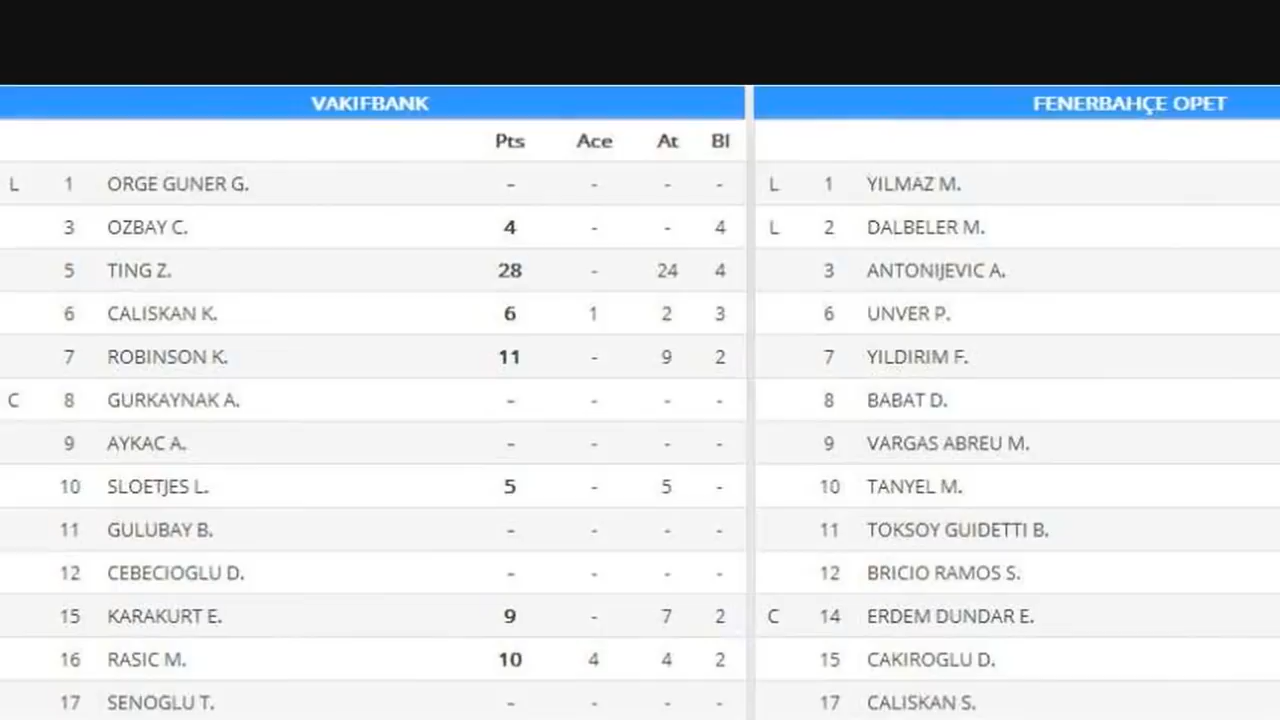 VAKIFBANK FENERBAHÇE OPET
Pts Ace At Bl
L 1 ORGE GUNER G. - - - - L 1 YILMAZ M.
3 OZBAY C. 4 - - 4 L 2 DALBELER M.
5 TING Z. 28 - 24 4 3 ANTONIJEVIC A.
6 CALISKAN K. 6 1 2 3 6 UNVER P.
7 ROBINSON K. 11 - 9 2 7 YILDIRIM F.
C 8 GURKAYNAK A. - - - - 8 BABAT D.
9 AYKAC A. - - - - 9 VARGAS ABREU M.
10 SLOETJES L. 5 - 5 - 10 TANYEL M.
11 GULUBAY B. - - - - 11 TOKSOY GUIDETTI B.
12 CEBECIOGLU D. - - - - 12 BRICIO RAMOS S.
15 KARAKURT E. 9 - 7 2 C 14 ERDEM DUNDAR E.
16 RASIC M. 10 4 4 2 15 CAKIROGLU D.
17 SENOGLU T. - - - - 17 CALISKAN S.